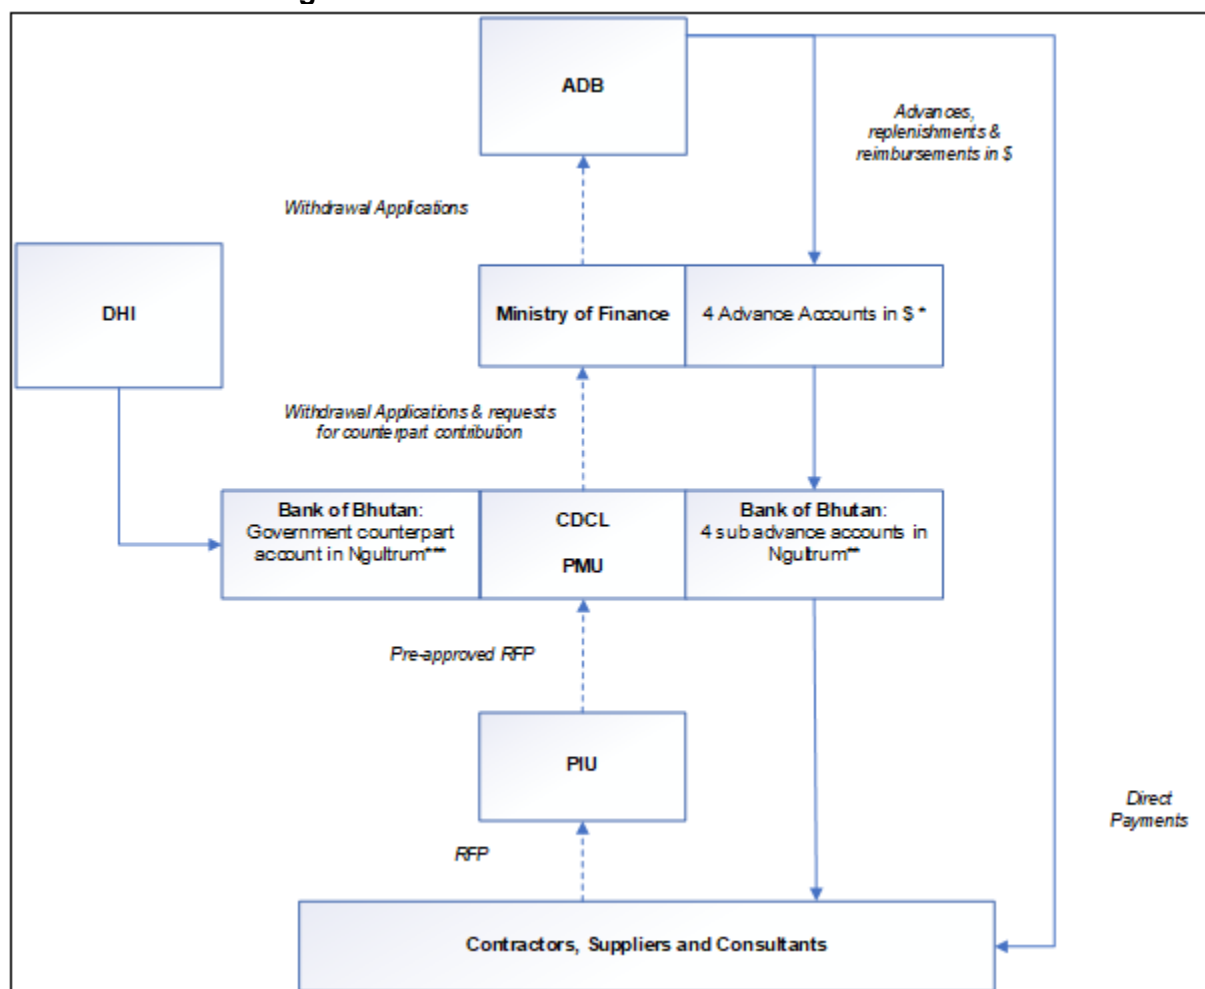 ADB
Advances,
replenishments &
reimbursements in $
Withdrawal Applications
DHI
Ministry of Finance
4 Advance Accounts in $ *
Withdrawal Applications & requests
for counterpart contribution
Bank of Bhutan:
Government counterpart
account in Ngultrum***
CDCL
PMU
Bank of Bhutan:
4 sub advance accounts in
Ngultrum**
Pre-approved RFP
PIU
Direct
Payments
RFP
Contractors, Suppliers and Consultants